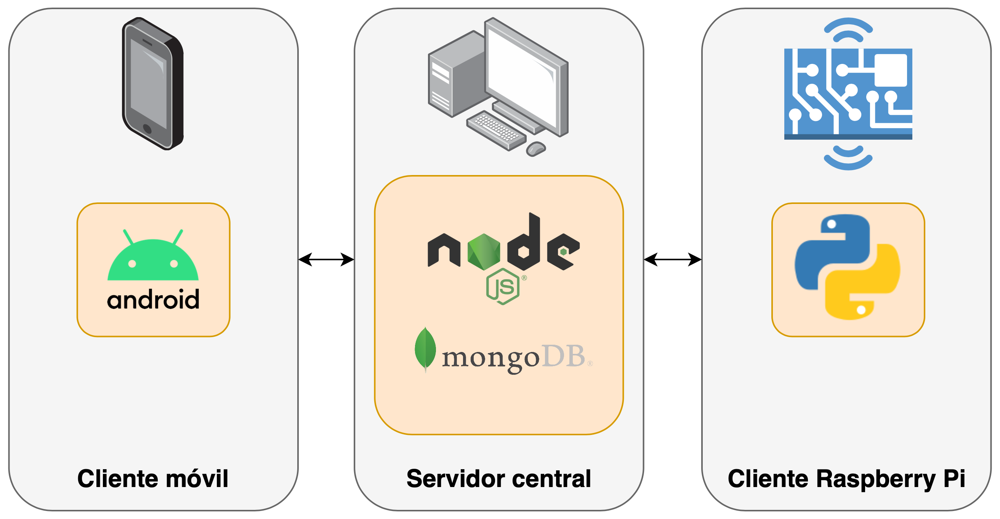 android
node
JS®
mongoDB®
Cliente móvil
Servidor central
Cliente Raspberry Pi